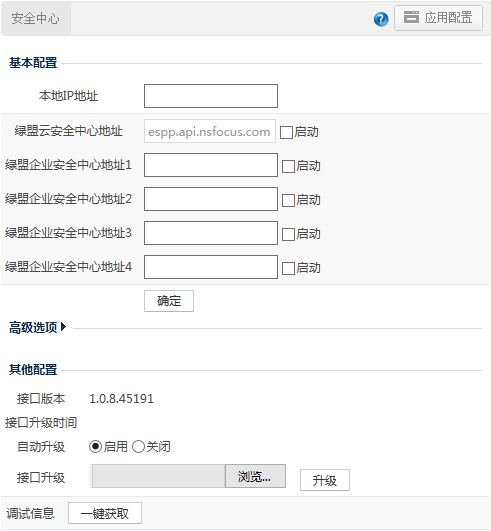 安全中心 应用配置
基本配置
本地IP地址
绿盟云安全中心地址 espp.api.nsfocus.com 启动
绿盟企业安全中心地址1 启动
绿盟企业安全中心地址2 启动
绿盟企业安全中心地址3 启动
绿盟企业安全中心地址4 启动
确定
高级选项
其他配置
接口版本 1.0.8.45191
接口升级时间
自动升级 启用 关闭
接口升级 浏览... 升级
调试信息 一键获取